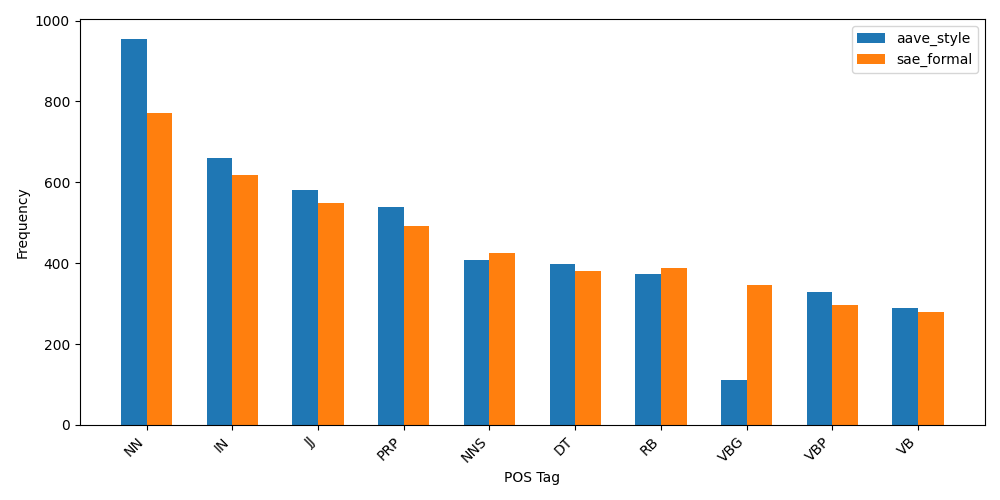 aave_style
sae_formal
Frequency
1000
800
600
400
200
0
NN
IN
JJ
PRP
NNS
DT
RB
VBG
VBP
VB
POS Tag